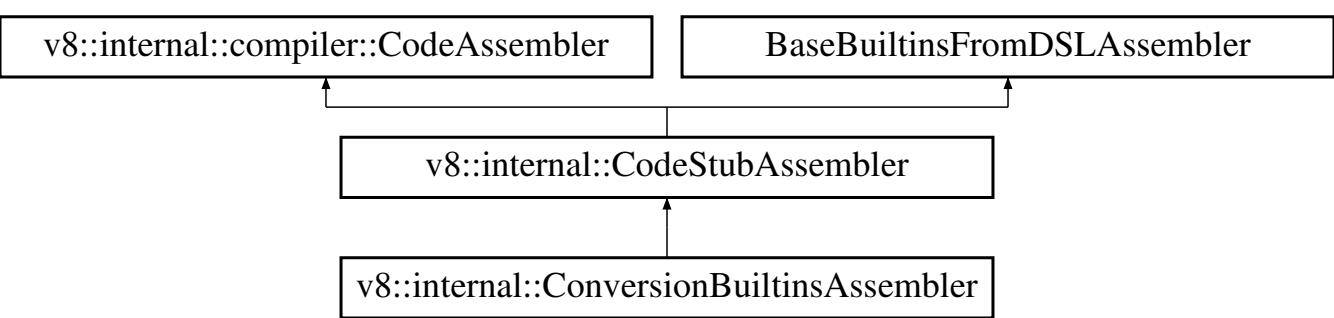 v8::internal::compiler::CodeAssembler
BaseBuiltinsFromDSLAssembler
v8::internal::CodeStubAssembler
v8::internal::ConversionBuiltinsAssembler